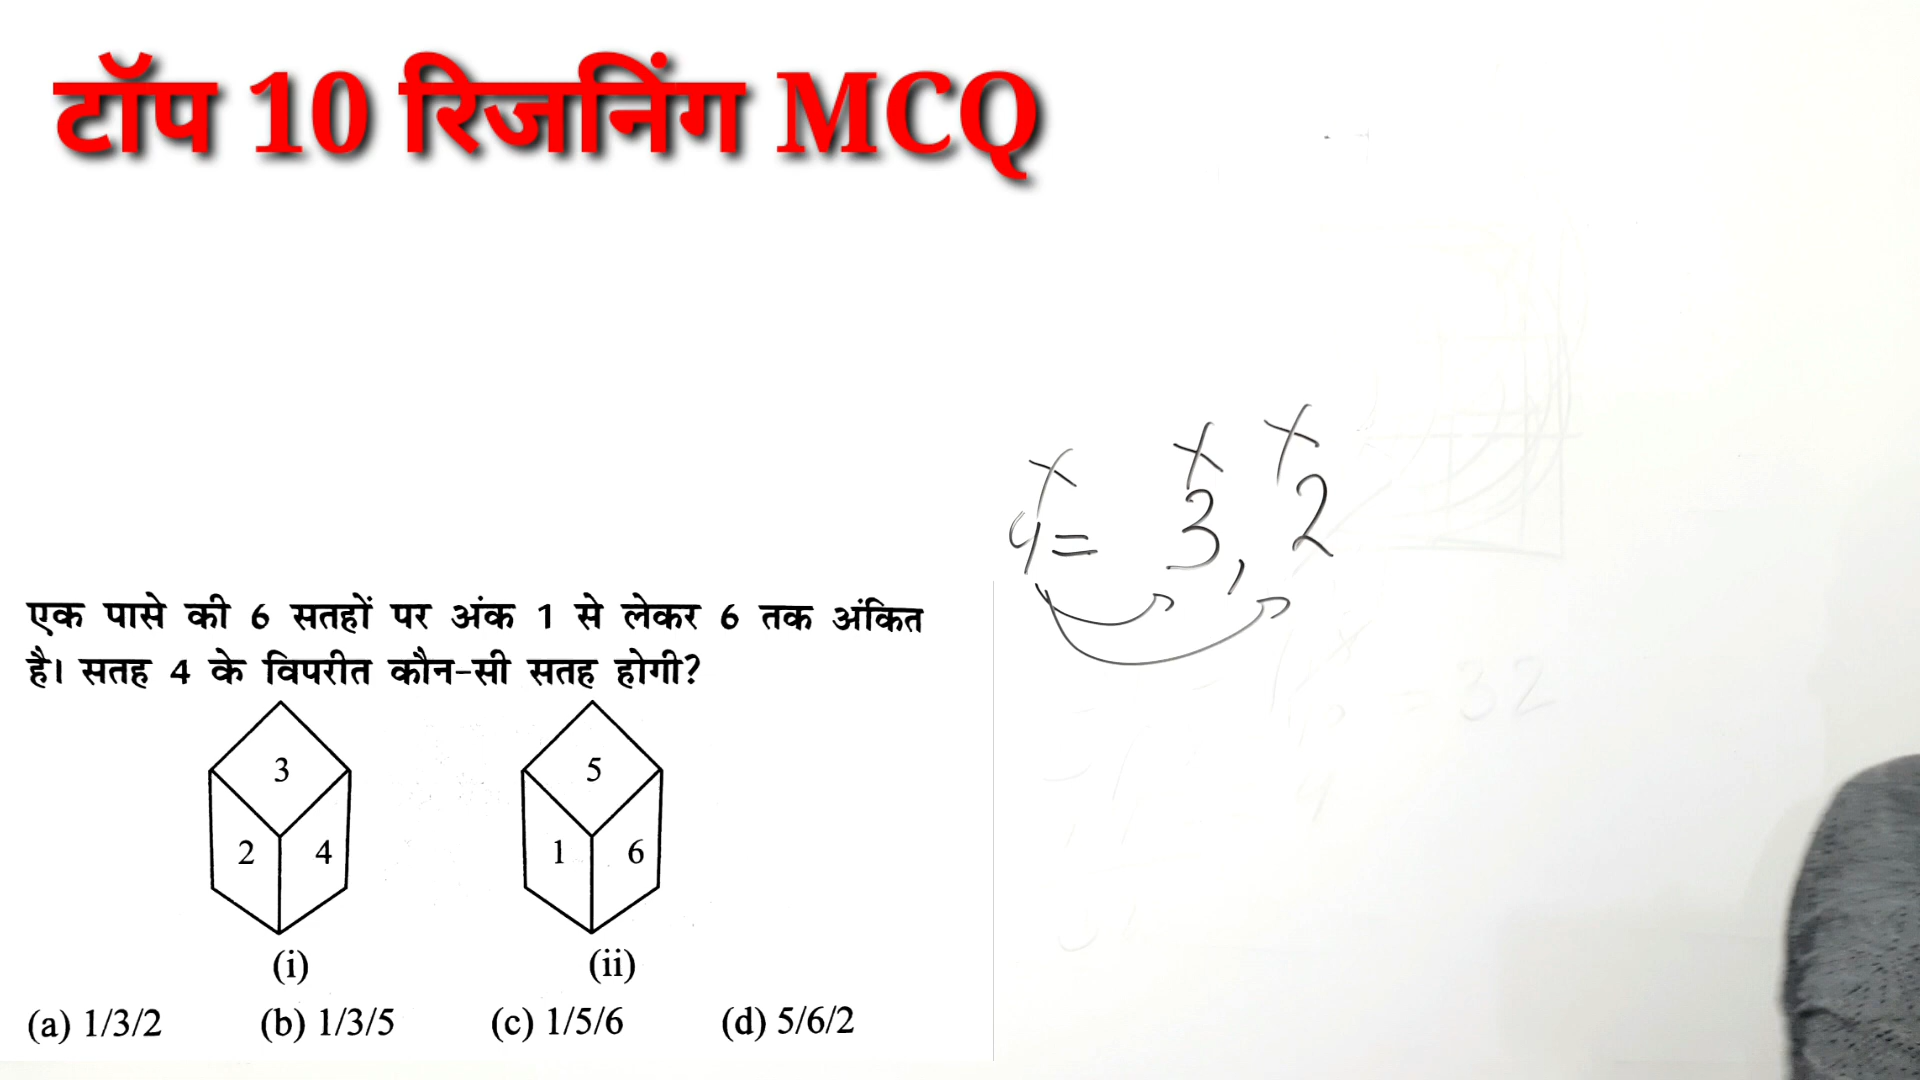 टॉप 10 रिजनिंग MCQ
x x x
4 = 3, 2
एक पासे की 6 सतहों पर अंक 1 से लेकर 6 तक अंकित
है। सतह 4 के विपरीत कौन-सी सतह होगी?
3 5
2 4 1 6
(i) (ii)
(a) 1/3/2 (b) 1/3/5 (c) 1/5/6 (d) 5/6/2